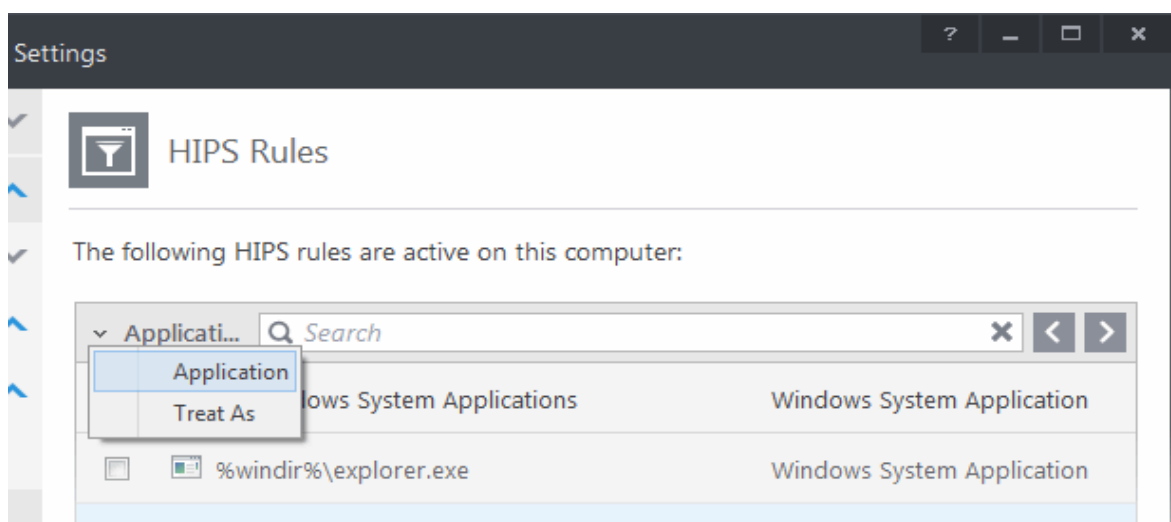 Settings
?
HIPS Rules
The following HIPS rules are active on this computer:
Applicati... Search
Application
lows System Applications Windows System Application
Treat As
%windir%\explorer.exe Windows System Application